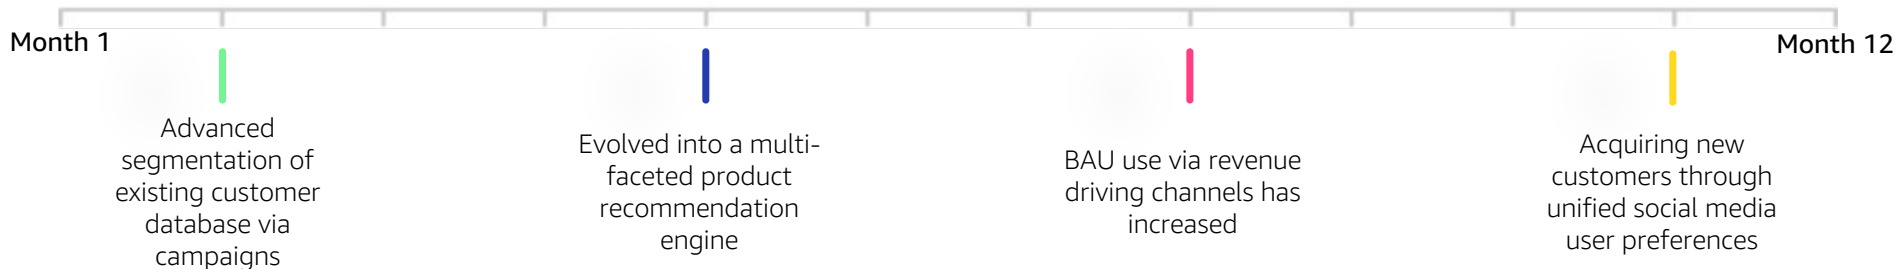 Month 1
Month 12
Advanced
segmentation of
existing customer
database via
campaigns
Evolved into a multi-
faceted product
recommendation
engine
BAU use via revenue
driving channels has
increased
Acquiring new
customers through
unified social media
user preferences